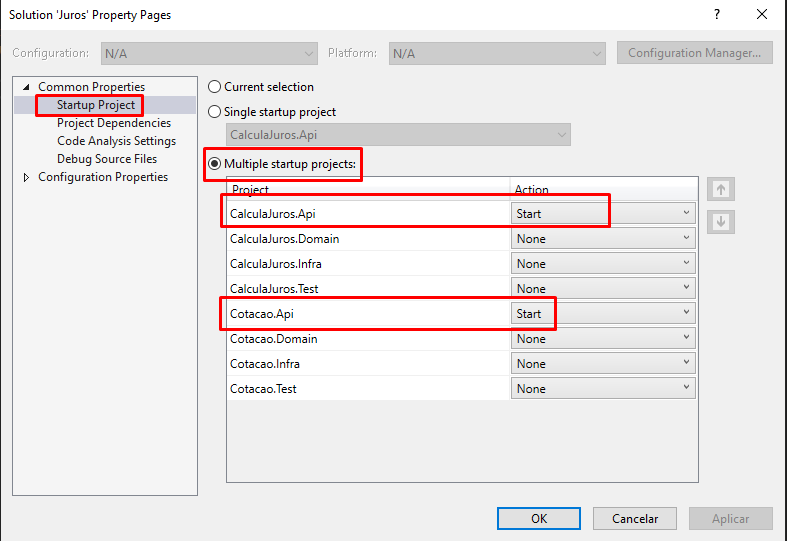 Solution 'Juros' Property Pages
? 
Configuration: N/A Platform: N/A Configuration Manager...
Common Properties
Startup Project
Project Dependencies
Code Analysis Settings
Debug Source Files
Configuration Properties
Current selection
Single startup project
CalculaJuros.Api
Multiple startup projects:
Project Action
CalculaJuros.Api Start
CalculaJuros.Domain None
CalculaJuros.Infra None
CalculaJuros.Test None
Cotacao.Api Start
Cotacao.Domain None
Cotacao.Infra None
Cotacao.Test None
OK Cancelar Aplicar